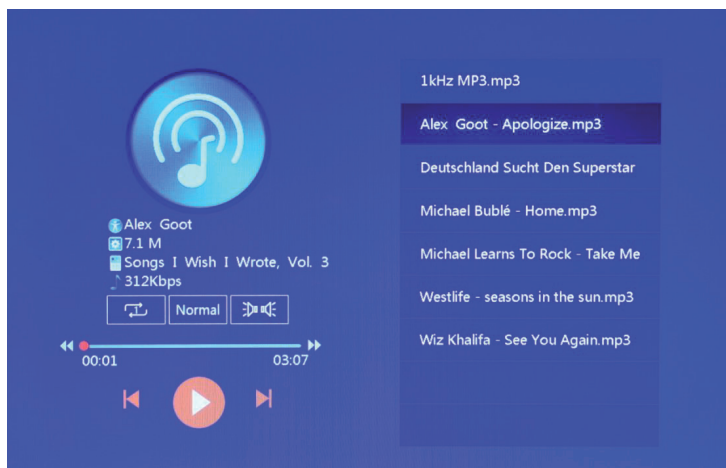 Alex Goot
7.1 M
Songs I Wish I Wrote, Vol. 3
312Kbps
1
Normal
00:01
03:07
1kHz MP3.mp3
Alex Goot - Apologize.mp3
Deutschland Sucht Den Superstar
Michael Bublé - Home.mp3
Michael Learns To Rock - Take Me
Westlife - seasons in the sun.mp3
Wiz Khalifa - See You Again.mp3